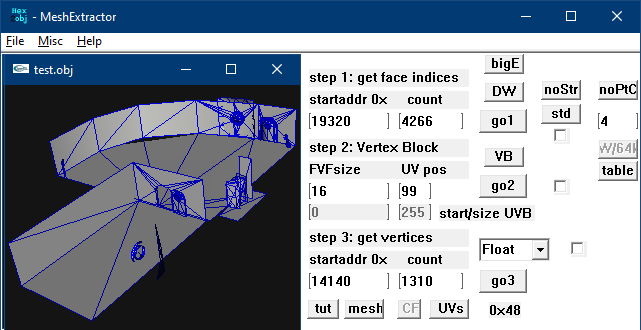 Hex 2obj - MeshExtractor
File Misc Help
test.obj
bigE
step 1: get face indices
DW noStr noPtC
startaddr 0x count
std
19320 4266 go1 4
step 2: Vertex Block
VB
FVFsize UV pos
table
16 99 go2
0 255 start/size UVB
step 3: get vertices
Float
startaddr 0x count
14140 1310 go3
tut mesh CF UVs 0x48